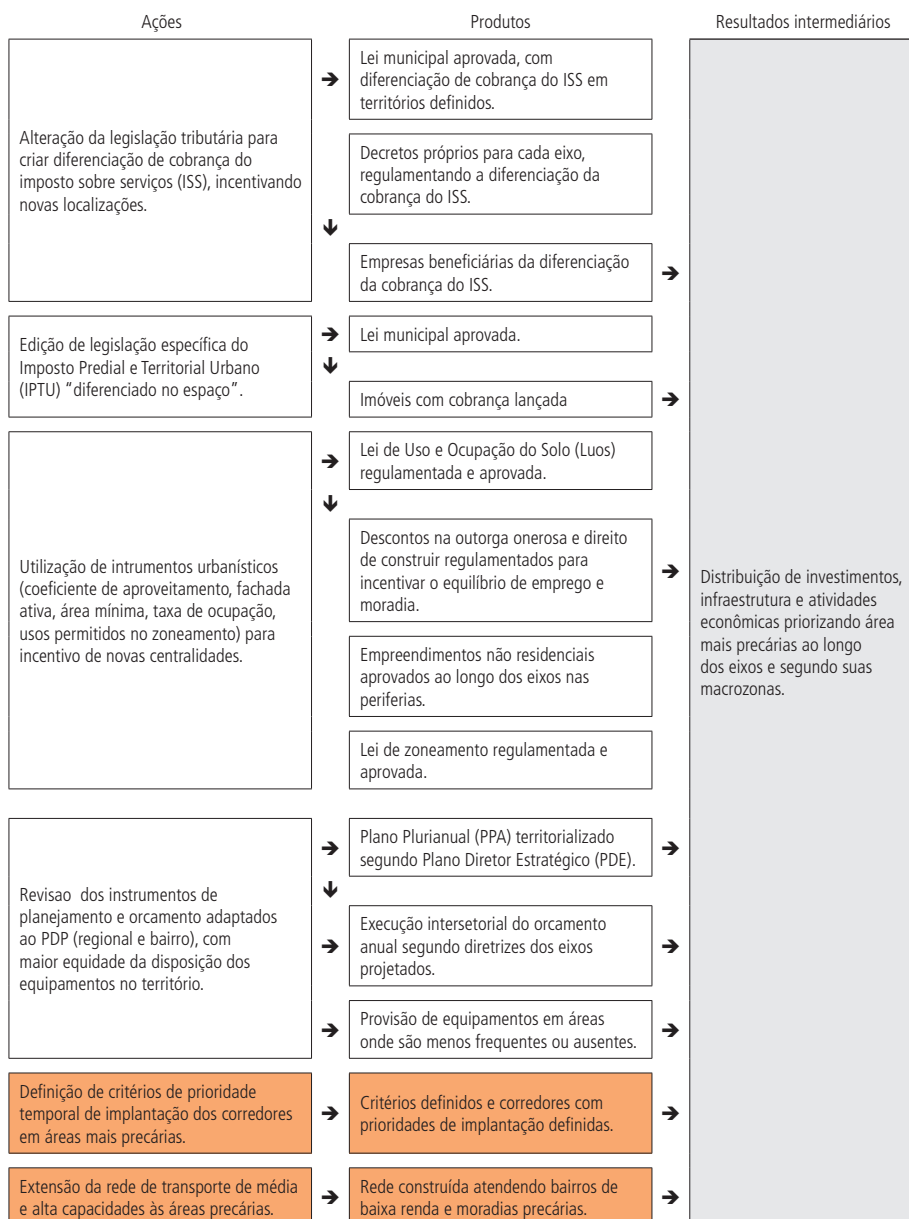 Ações
Produtos
Resultados intermediários
Alteração da legislação tributária para
criar diferenciação de cobrança do
imposto sobre serviços (ISS), incentivando
novas localizações.
Lei municipal aprovada, com
diferenciação de cobrança do ISS em
territórios definidos.
Decretos próprios para cada eixo,
regulamentando a diferenciação da
cobrança do ISS.
Empresas beneficiárias da diferenciação
da cobrança do ISS.
Edição de legislação específica do
Imposto Predial e Territorial Urbano
(IPTU) “diferenciado no espaço”.
Lei municipal aprovada.
Imóveis com cobrança lançada
Utilização de intrumentos urbanísticos
(coeficiente de aproveitamento, fachada
ativa, área mínima, taxa de ocupação,
usos permitidos no zoneamento) para
incentivo de novas centralidades.
Lei de Uso e Ocupação do Solo (Luos)
regulamentada e aprovada.
Descontos na outorga onerosa e direito
de construir regulamentados para
incentivar o equilíbrio de emprego e
moradia.
Empreendimentos não residenciais
aprovados ao longo dos eixos nas
periferias.
Lei de zoneamento regulamentada e
aprovada.
Revisao dos instrumentos de
planejamento e orcamento adaptados
ao PDP (regional e bairro), com
maior equidade da disposição dos
equipamentos no território.
Plano Plurianual (PPA) territorializado
segundo Plano Diretor Estratégico (PDE).
Execução intersetorial do orcamento
anual segundo diretrizes dos eixos
projetados.
Provisão de equipamentos em áreas
onde são menos frequentes ou ausentes.
Definição de critérios de prioridade
temporal de implantação dos corredores
em áreas mais precárias.
Critérios definidos e corredores com
prioridades de implantação definidas.
Extensão da rede de transporte de média
e alta capacidades às áreas precárias.
Rede construída atendendo bairros de
baixa renda e moradias precárias.
Distribuição de investimentos,
infraestrutura e atividades
econômicas priorizando área
mais precárias ao longo
dos eixos e segundo suas
macrozonas.